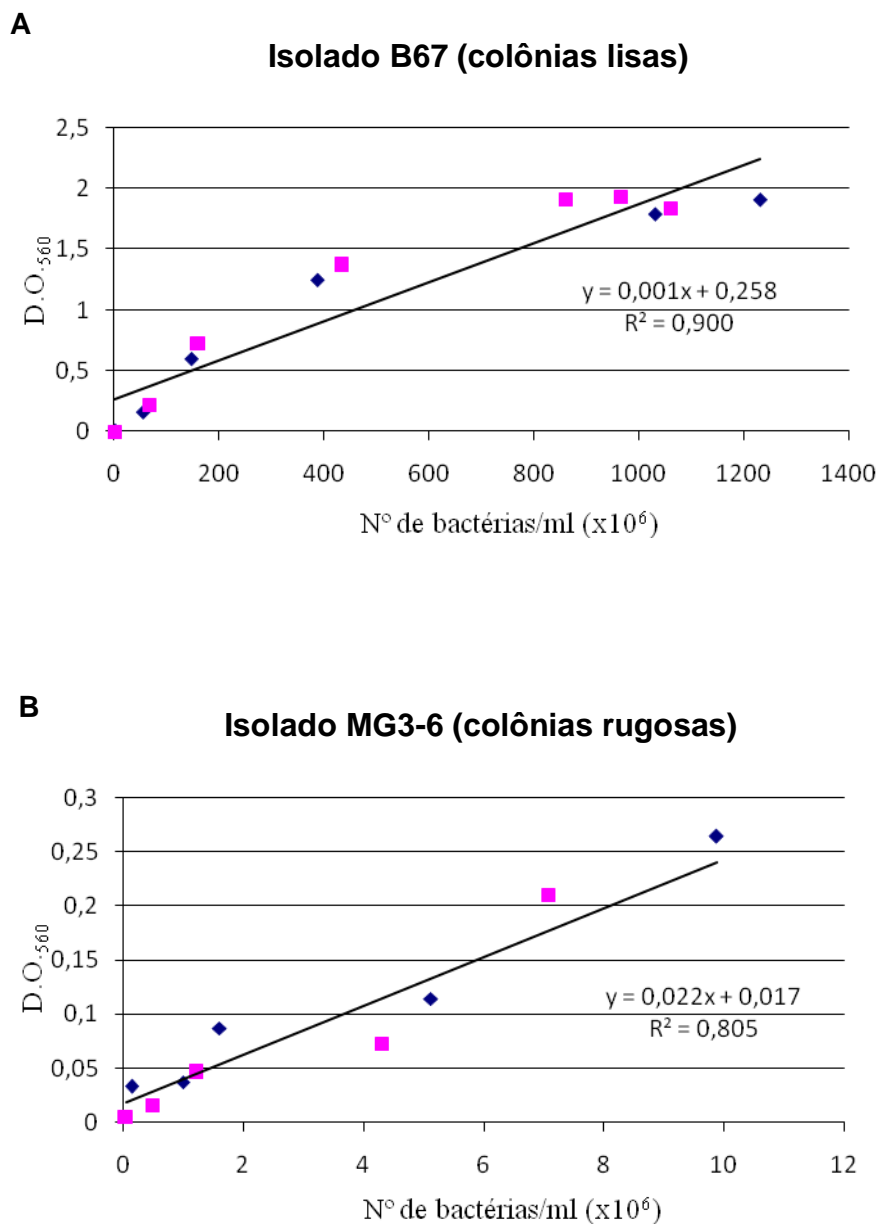 A
Isolado B67 (colônias lisas)
2,5
2
1,5
1
0,5
0
D.O.560
y = 0,001x + 0,258
R² = 0,900
0 200 400 600 800 1000 1200 1400
Nº de bactérias/ml (x10⁶)
B
Isolado MG3-6 (colônias rugosas)
0,3
0,25
0,2
0,15
0,1
0,05
0
D.O.560
y = 0,022x + 0,017
R² = 0,805
0 2 4 6 8 10 12
Nº de bactérias/ml (x10⁶)